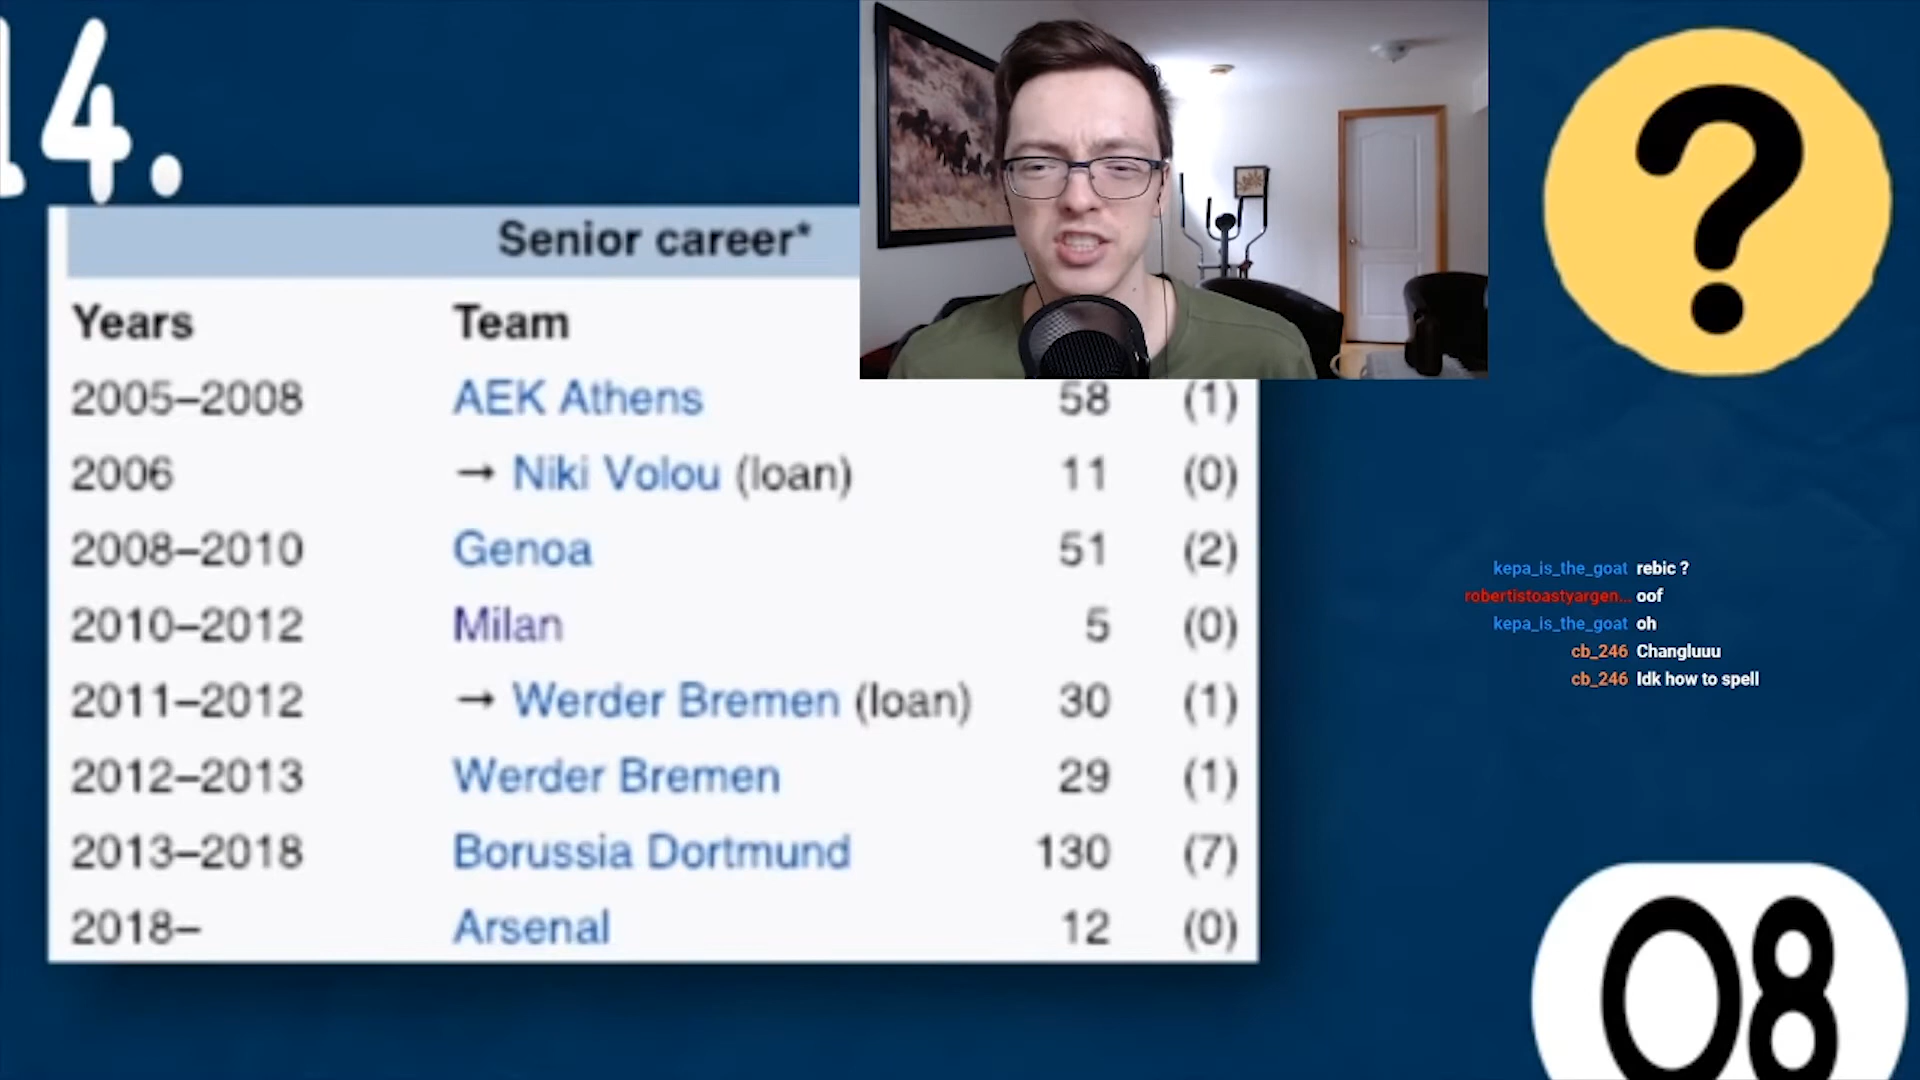 14.
Senior career*
Years Team
2005–2008 AEK Athens 58 (1)
2006 → Niki Volou (loan) 11 (0)
2008–2010 Genoa 51 (2)
2010–2012 Milan 5 (0)
2011–2012 → Werder Bremen (loan) 30 (1)
2012–2013 Werder Bremen 29 (1)
2013–2018 Borussia Dortmund 130 (7)
2018– Arsenal 12 (0)
?
kepa_is_the_goat rebic ?
robertistoastyargen... oof
kepa_is_the_goat oh
cb_246 Changluuu
cb_246 Idk how to spell
08